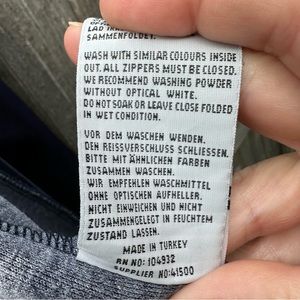 LAD IKKE
SAMMENFOLDET.
WASH WITH SIMILAR COLOURS INSIDE
OUT. ALL ZIPPERS MUST BE CLOSED.
WE RECOMMEND WASHING POWDER
WITHOUT OPTICAL WHITE.
DO NOT SOAK OR LEAVE CLOSE FOLDED
IN WET CONDITION.
VOR DEM WASCHEN WENDEN.
DEN REISSVERSCHLUSS SCHLIESSEN.
BITTE MIT ÄHNLICHEN FARBEN
ZUSAMMEN WASCHEN.
WIR EMPFEHLEN WASCHMITTEL
OHNE OPTISCHEN AUFHELLER.
NICHT EINWEICHEN UND NICHT
ZUSAMMENGELEGT IN FEUCHTEM
ZUSTAND LASSEN.
MADE IN TURKEY
RN NO: 104932
SUPPLIER NO:41500